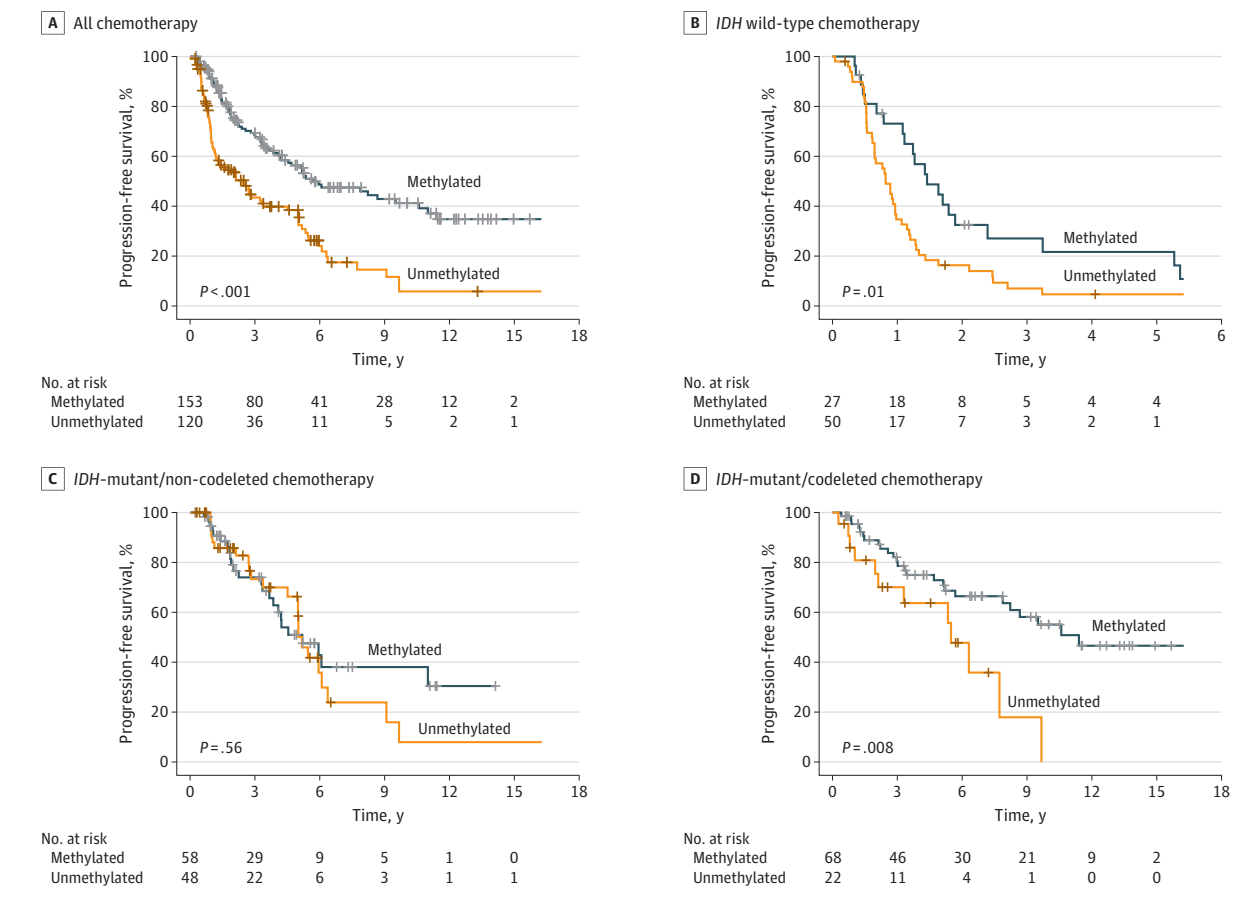 A All chemotherapy
Progression-free survival, %
100
80
60
40
20
0
Methylated
Unmethylated
P < .001
0 3 6 9 12 15 18
Time, y
No. at risk
Methylated 153 80 41 28 12 2
Unmethylated 120 36 11 5 2 1
B IDH wild-type chemotherapy
Progression-free survival, %
100
80
60
40
20
0
Methylated
Unmethylated
P = .01
0 1 2 3 4 5 6
Time, y
No. at risk
Methylated 27 18 8 5 4 4
Unmethylated 50 17 7 3 2 1
C IDH-mutant/non-codeleted chemotherapy
Progression-free survival, %
100
80
60
40
20
0
Methylated
Unmethylated
P = .56
0 3 6 9 12 15 18
Time, y
No. at risk
Methylated 58 29 9 5 1 0
Unmethylated 48 22 6 3 1 1
D IDH-mutant/codeleted chemotherapy
Progression-free survival, %
100
80
60
40
20
0
Methylated
Unmethylated
P = .008
0 3 6 9 12 15 18
Time, y
No. at risk
Methylated 68 46 30 21 9 2
Unmethylated 22 11 4 1 0 0